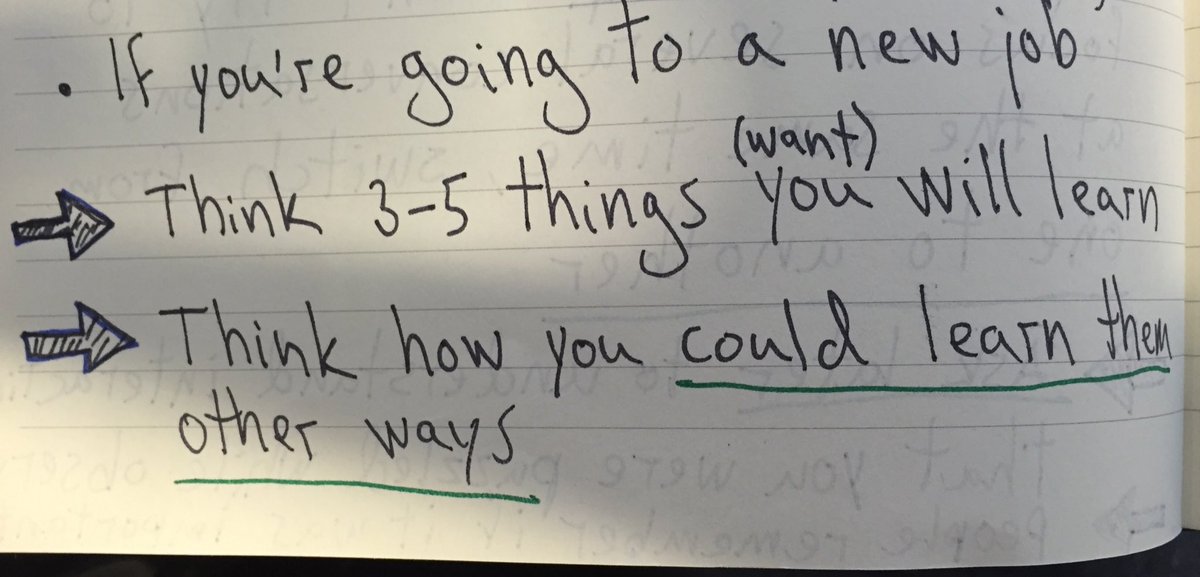 • If you're going to a new job
(want)
Think 3-5 things you will learn
Think how you could learn them
other ways